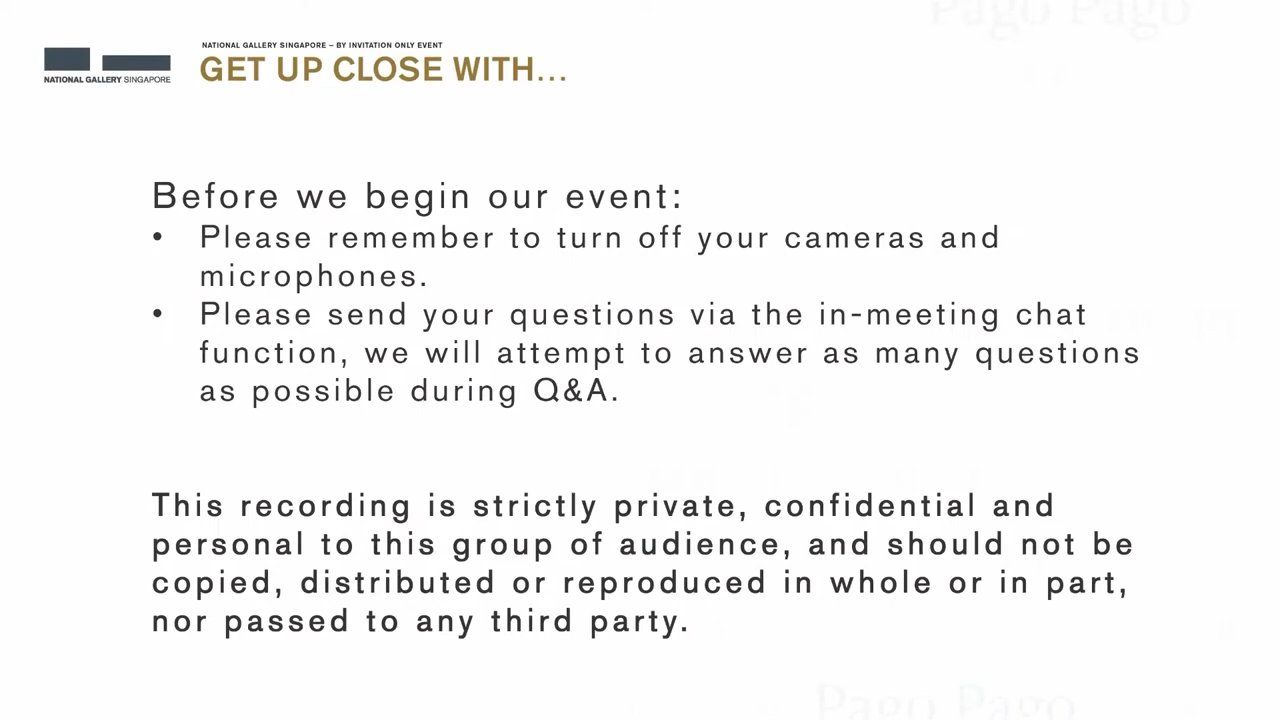 Pago Pago
NATIONAL GALLERY SINGAPORE – BY INVITATION ONLY EVENT
GET UP CLOSE WITH...
NATIONAL GALLERY SINGAPORE
Before we begin our event:
• Please remember to turn off your cameras and
microphones.
• Please send your questions via the in-meeting chat
function, we will attempt to answer as many questions
as possible during Q&A.
This recording is strictly private, confidential and
personal to this group of audience, and should not be
copied, distributed or reproduced in whole or in part,
nor passed to any third party.
Pago Pago